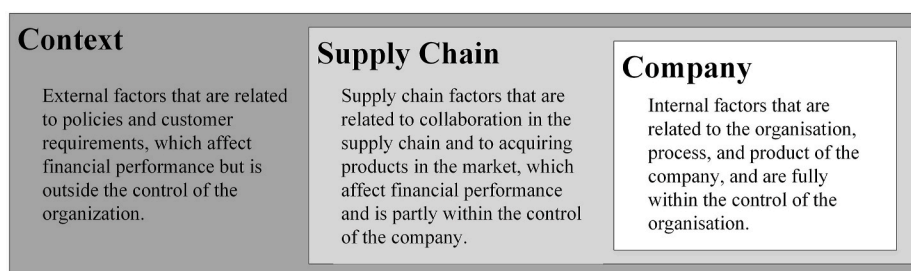 Context
External factors that are related
to policies and customer
requirements, which affect
financial performance but is
outside the control of the
organization.
Supply Chain
Supply chain factors that are
related to collaboration in the
supply chain and to acquiring
products in the market, which
affect financial performance
and is partly within the control
of the company.
Company
Internal factors that are
related to the organisation,
process, and product of the
company, and are fully
within the control of the
organisation.